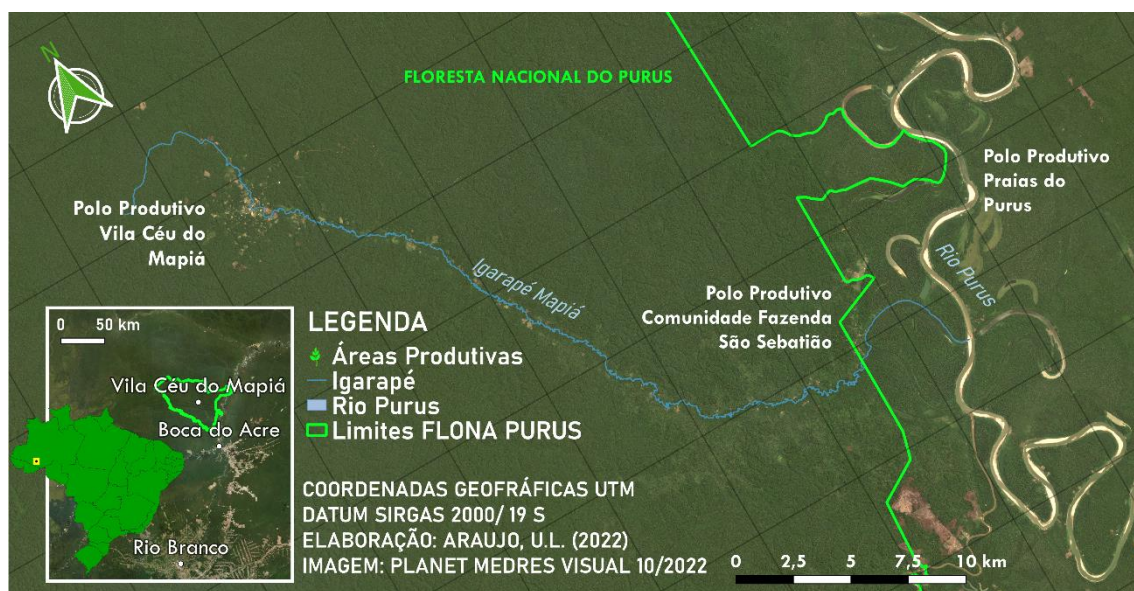 N
FLORESTA NACIONAL DO PURUS
Polo Produtivo
Praias do
Purus
Polo Produtivo
Vila Céu do
Mapiá
Igarapé Mapiá
Rio Purus
Polo Produtivo
Comunidade Fazenda
São Sebatião
0 50 km
Vila Céu do Mapiá
Boca do Acre
Rio Branco
LEGENDA
Áreas Produtivas
Igarapé
Rio Purus
Limites FLONA PURUS
COORDENADAS GEOFRÁFICAS UTM
DATUM SIRGAS 2000/ 19 S
ELABORAÇÃO: ARAUJO, U.L. (2022)
IMAGEM: PLANET MEDRES VISUAL 10/2022
0 2,5 5 7,5 10 km